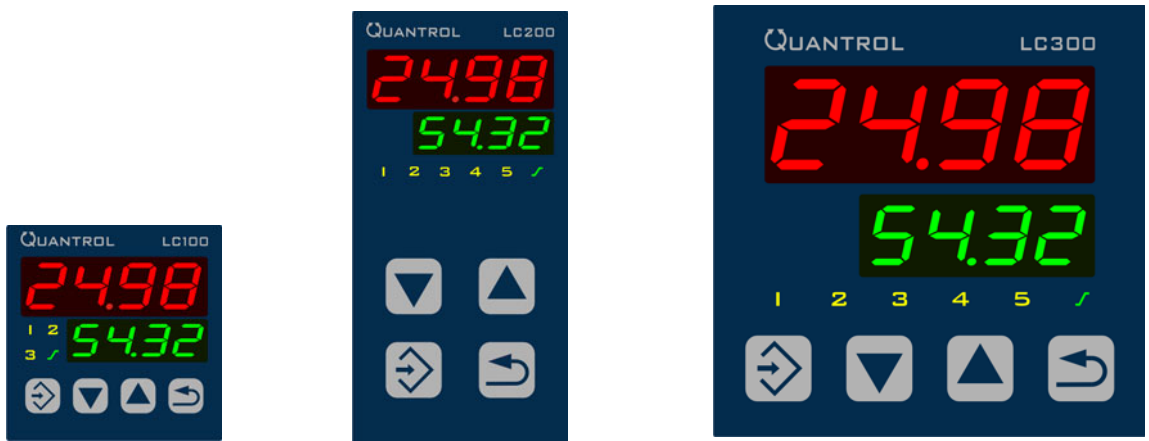 QUANTROL LC100
24.98
1 2
54.32
3
QUANTROL LC200
24.98
54.32
1 2 3 4 5
QUANTROL LC300
24.98
54.32
1 2 3 4 5